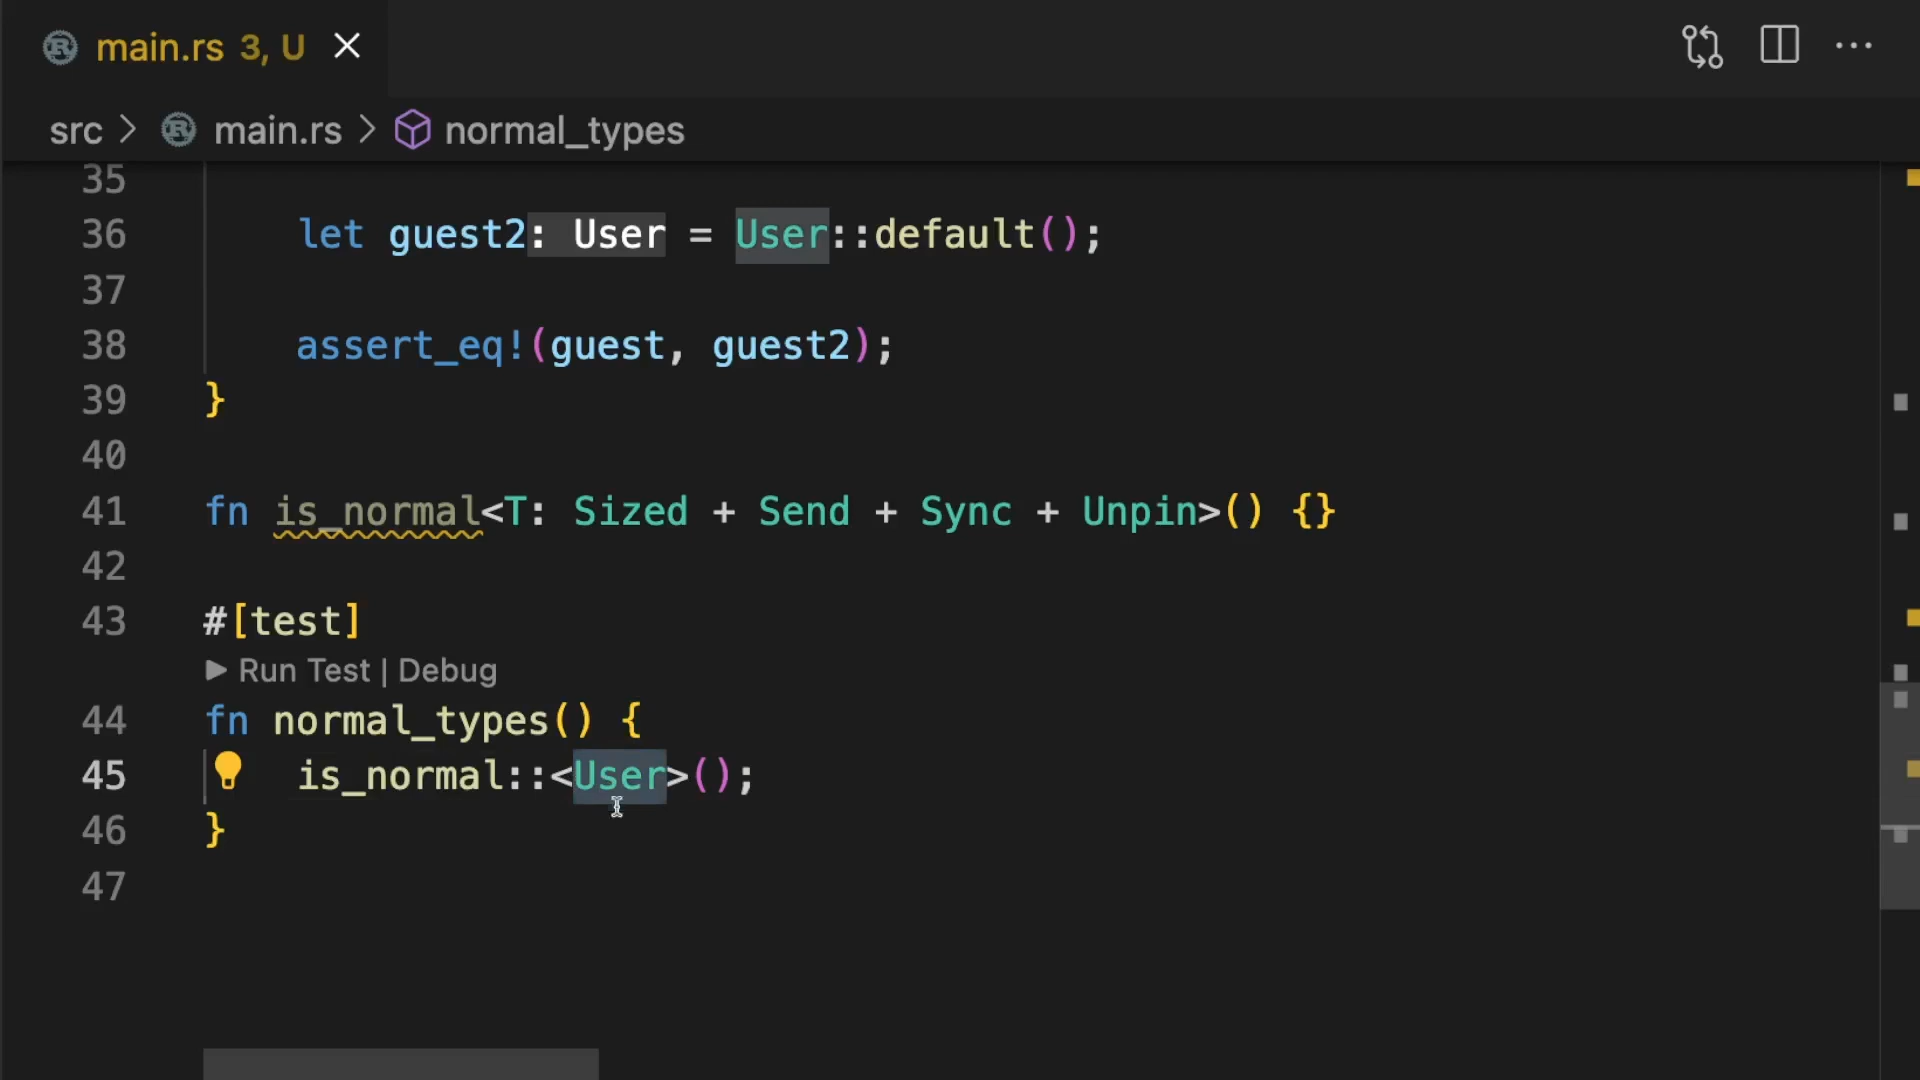 main.rs 3, U
src > main.rs > normal_types
35
36 let guest2: User = User::default();
37
38 assert_eq!(guest, guest2);
39 }
40
41 fn is_normal<T: Sized + Send + Sync + Unpin>() {}
42
43 #[test]
▶ Run Test | Debug
44 fn normal_types() {
45 is_normal::<User>();
46 }
47